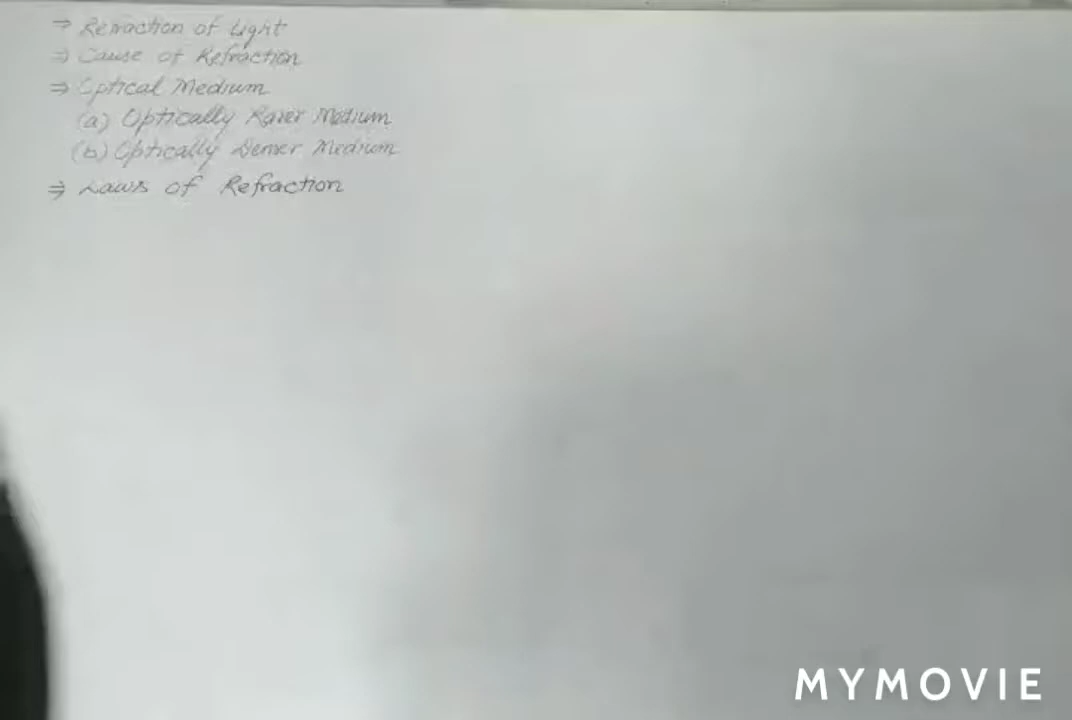 ⇒ Refraction of Light
⇒ Cause of Refraction
⇒ Optical Medium
(a) Optically Rarer Medium
(b) Optically Denser Medium
⇒ Laws of Refraction
MYMOVIE